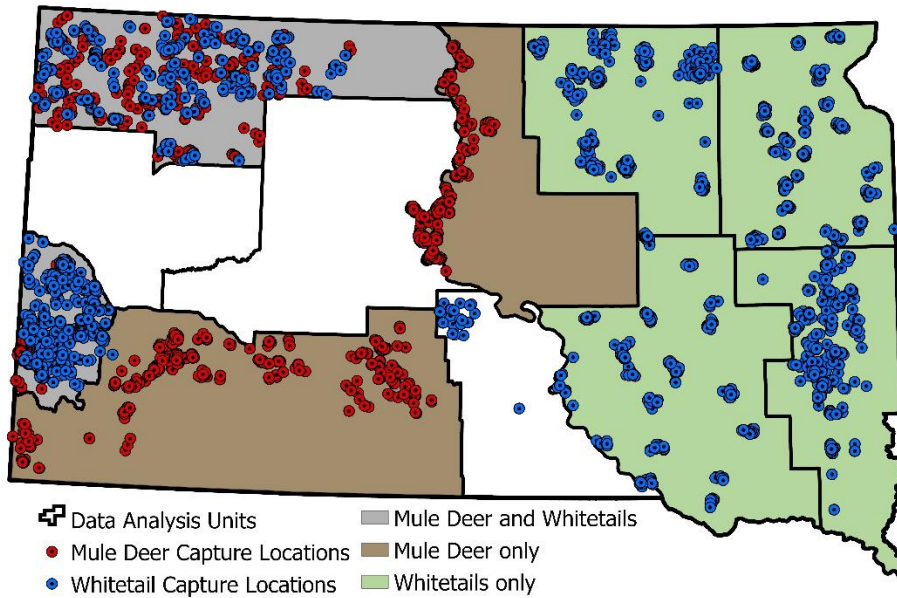 Data Analysis Units
Mule Deer Capture Locations
Whitetail Capture Locations
Mule Deer and Whitetails
Mule Deer only
Whitetails only